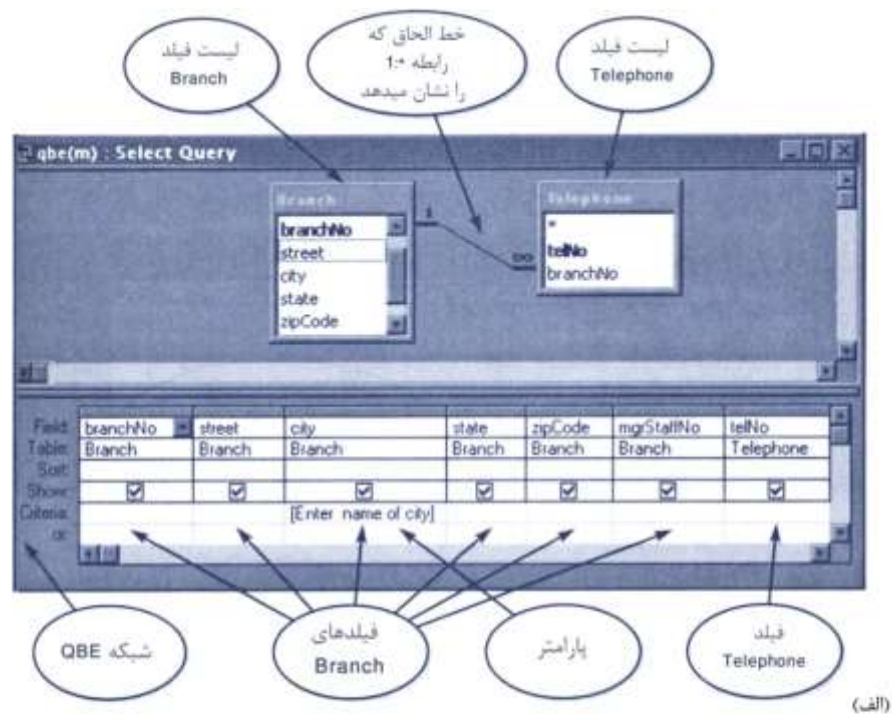 لیست فیلد
Branch
خط الحاق که
رابطه 1:*
را نشان میدهد
لیست فیلد
Telephone
qbe(m) : Select Query
Branch
branchNo
street
city
state
zipCode
1
∞
Telephone
*
telNo
branchNo
Field: branchNo street city state zipCode mgrStaffNo telNo
Table: Branch Branch Branch Branch Branch Branch Telephone
Sort:
Show:
Criteria: [Enter name of city]
or:
شبکه QBE
فیلدهای
Branch
پارامتر
فیلد
Telephone
(الف)